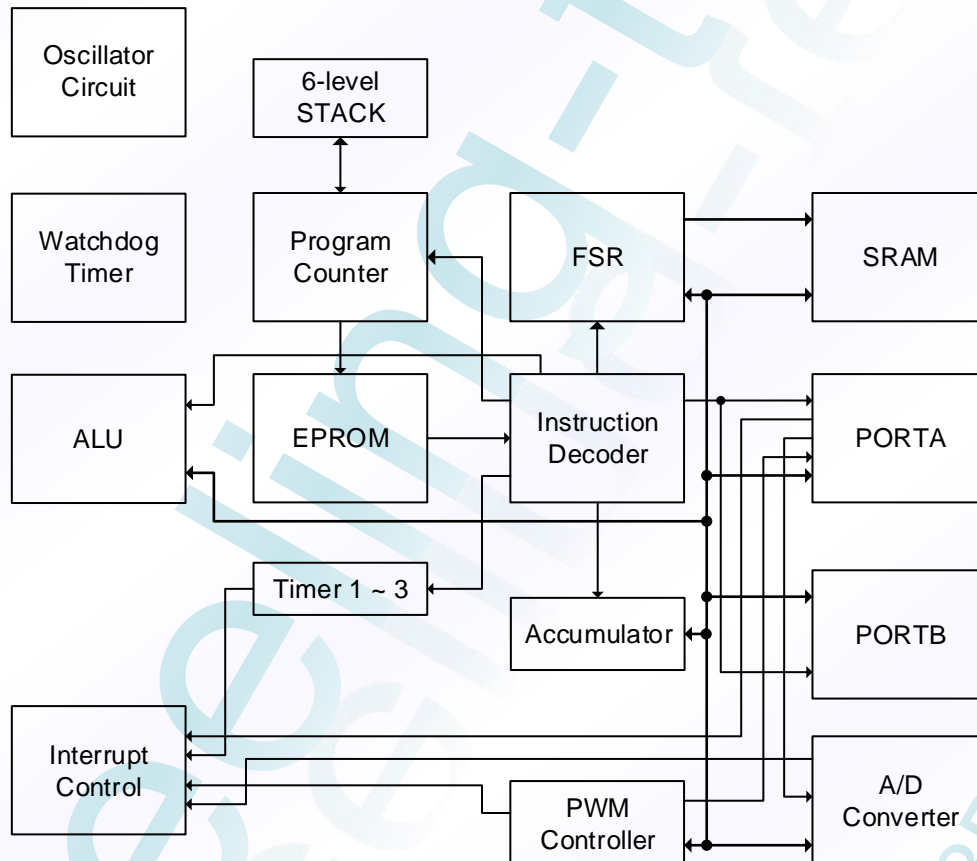 Oscillator
Circuit
6-level
STACK
Watchdog
Timer
Program
Counter
FSR
SRAM
ALU
EPROM
Instruction
Decoder
PORTA
Timer 1 ~ 3
Accumulator
PORTB
Interrupt
Control
PWM
Controller
A/D
Converter